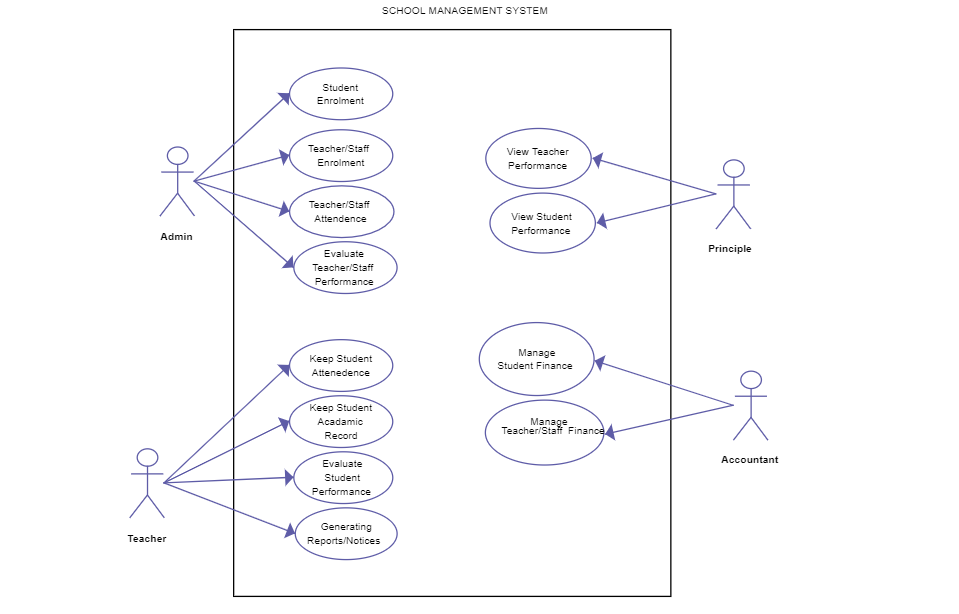 SCHOOL MANAGEMENT SYSTEM
Student
Enrolment
Teacher/Staff
Enrolment
Teacher/Staff
Attendence
Evaluate
Teacher/Staff
Performance
Admin
View Teacher
Performance
View Student
Performance
Principle
Keep Student
Attenedence
Keep Student
Acadamic
Record
Evaluate
Student
Performance
Generating
Reports/Notices
Teacher
Manage
Student Finance
Manage
Teacher/Staff Finance
Accountant